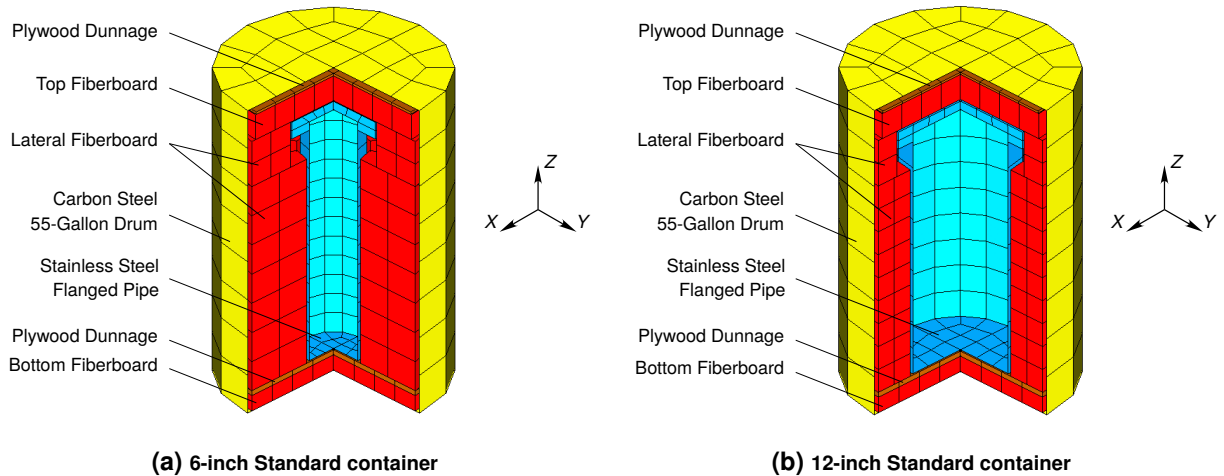 Plywood Dunnage
Top Fiberboard
Lateral Fiberboard
Carbon Steel
55-Gallon Drum
Stainless Steel
Flanged Pipe
Plywood Dunnage
Bottom Fiberboard
Z
X
Y
(a) 6-inch Standard container
Plywood Dunnage
Top Fiberboard
Lateral Fiberboard
Carbon Steel
55-Gallon Drum
Stainless Steel
Flanged Pipe
Plywood Dunnage
Bottom Fiberboard
Z
X
Y
(b) 12-inch Standard container